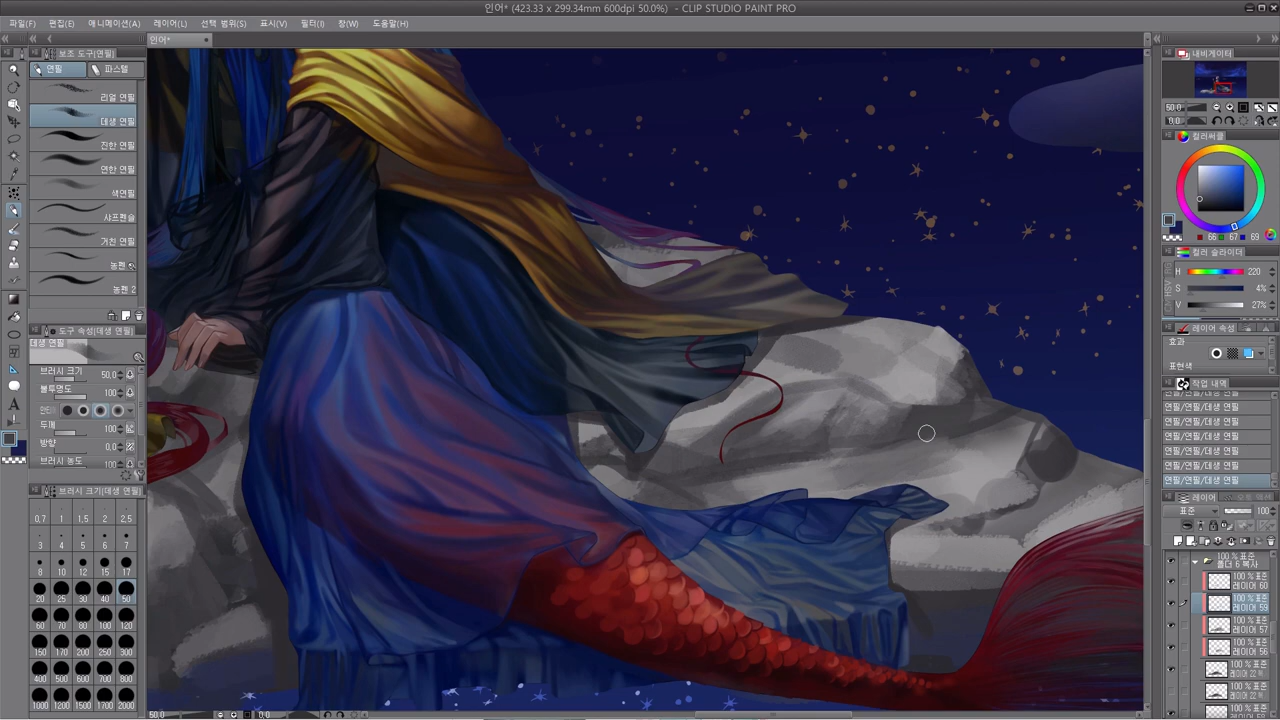 인어* (423.33 x 299.34mm 600dpi 50.0%) - CLIP STUDIO PAINT PRO
파일(F) 편집(E) 애니메이션(A) 레이어(L) 선택 범위(S) 표시(V) 필터(I) 창(W) 도움말(H)
인어*
보조 도구(연필)
연필 파스텔
리얼 연필
데생 연필
진한 연필
연한 연필
색연필
샤프펜슬
거친 연필
농펜
농펜 2
도구 속성(데생 연필)
데생 연필
브러시 크기 50.0
불투명도 100
두께 100
방향 0.0
브러시 농도 100
브러시 크기(데생 연필)
0.7 1 1.5 2 2.5
3 4 5 6 7
8 10 12 15 17
20 25 30 40 50
60 70 80 100 120
150 170 200 250 300
400 500 600 700 800
1000 1200 1500 1700 2000
50.0 0.0
내비게이터
50.0
0.0
컬러써클
66 67 69
컬러 슬라이더
H 220
S 4%
V 27%
레이어 속성
효과
표현색
작업 내역
연필/연필/데생 연필
연필/연필/데생 연필
연필/연필/데생 연필
연필/연필/데생 연필
연필/연필/데생 연필
연필/연필/데생 연필
레이어
표준 100
100 % 표준
폴더 6 복사
100 % 표준
레이어 60
100 % 표준
레이어 59
100 % 표준
레이어 57
100 % 표준
레이어 56
100 % 표준
100 % 표준
100 % 표준